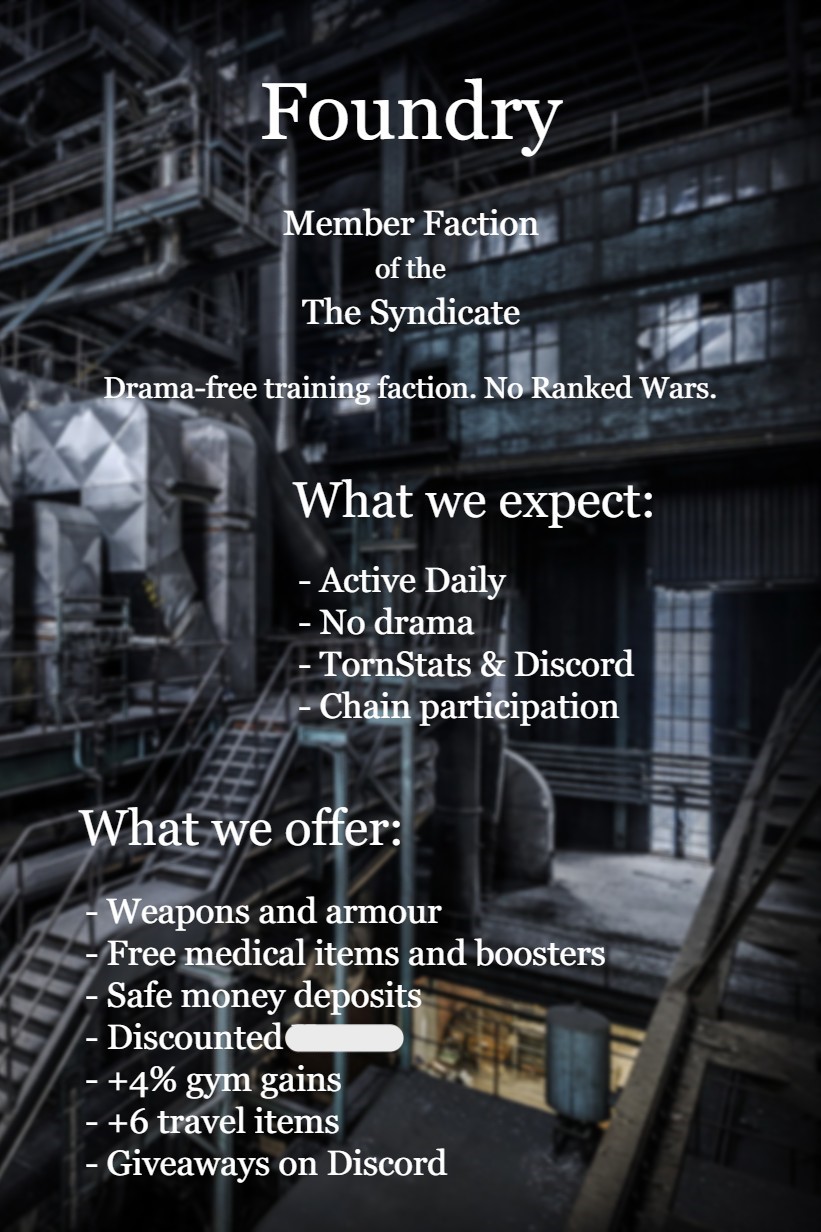 Foundry
Member Faction
of the
The Syndicate
Drama-free training faction. No Ranked Wars.
What we expect:
- Active Daily
- No drama
- TornStats & Discord
- Chain participation
What we offer:
- Weapons and armour
- Free medical items and boosters
- Safe money deposits
- Discounted
- +4% gym gains
- +6 travel items
- Giveaways on Discord